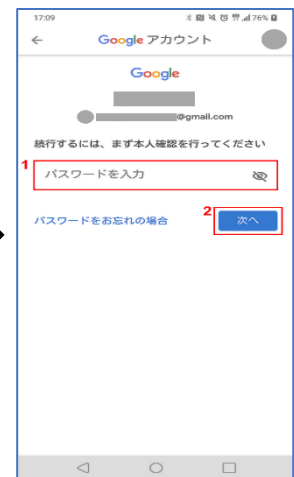 17:09
76%
Google アカウント
Google
@gmail.com
続行するには、まず本人確認を行ってください
1
パスワードを入力
パスワードをお忘れの場合
2
次へ